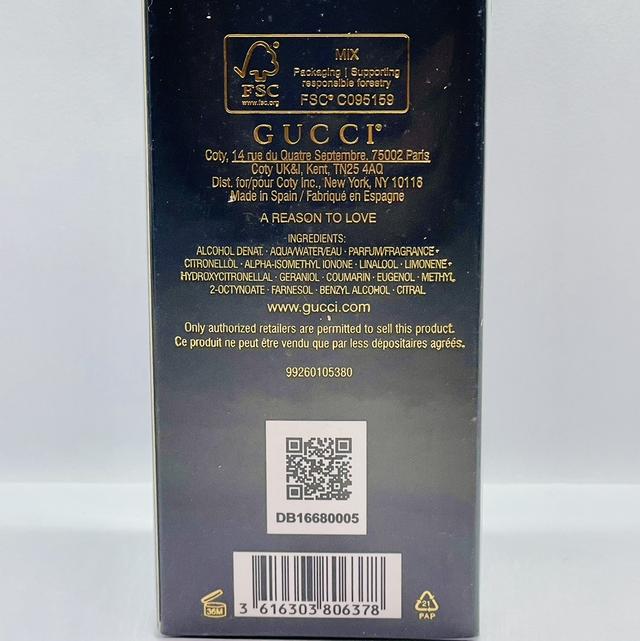 FSC
www.fsc.org
MIX
Packaging | Supporting
responsible forestry
FSC® C095159
GUCCI®
Coty, 14 rue du Quatre Septembre, 75002 Paris
Coty UK&I, Kent, TN25 4AQ
Dist. for/pour Coty Inc., New York, NY 10118
Made in Spain / Fabriqué en Espagne
A REASON TO LOVE
INGREDIENTS:
ALCOHOL DENAT. · AQUA/WATER/EAU · PARFUM/FRAGRANCE ·
CITRONELLOL · ALPHA-ISOMETHYL IONONE · LINALOOL · LIMONENE ·
HYDROXYCITRONELLAL · GERANIOL · COUMARIN · EUGENOL · METHYL
2-OCTYNOATE · FARNESOL · BENZYL ALCOHOL · CITRAL
www.gucci.com
Only authorized retailers are permitted to sell this product.
Ce produit ne peut être vendu que par les dépositaires agréés.
99260105380
DB16680005
36M
3 616303 806378
21
PAP